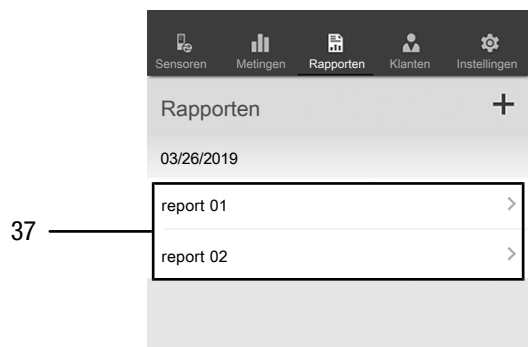 Sensoren Metingen Rapporten Klanten Instellingen
Rapporten +
03/26/2019
report 01 >
37
report 02 >